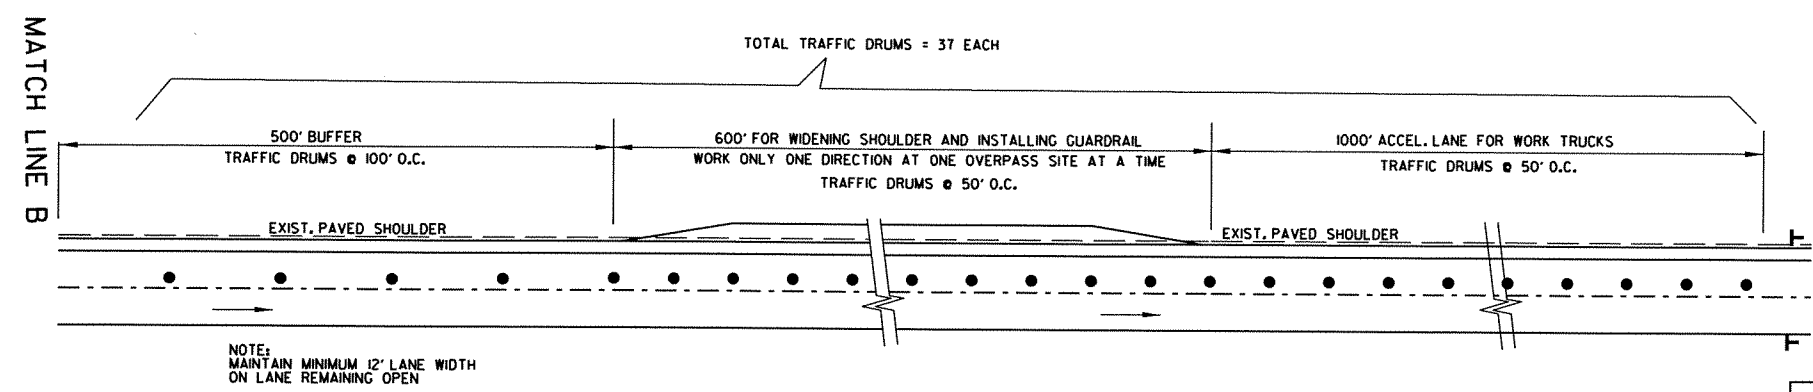 MATCH LINE B
TOTAL TRAFFIC DRUMS = 37 EACH
500' BUFFER
TRAFFIC DRUMS @ 100' O.C.
600' FOR WIDENING SHOULDER AND INSTALLING GUARDRAIL
WORK ONLY ONE DIRECTION AT ONE OVERPASS SITE AT A TIME
TRAFFIC DRUMS @ 50' O.C.
1000' ACCEL. LANE FOR WORK TRUCKS
TRAFFIC DRUMS @ 50' O.C.
EXIST. PAVED SHOULDER
EXIST. PAVED SHOULDER
NOTE:
MAINTAIN MINIMUM 12' LANE WIDTH
ON LANE REMAINING OPEN